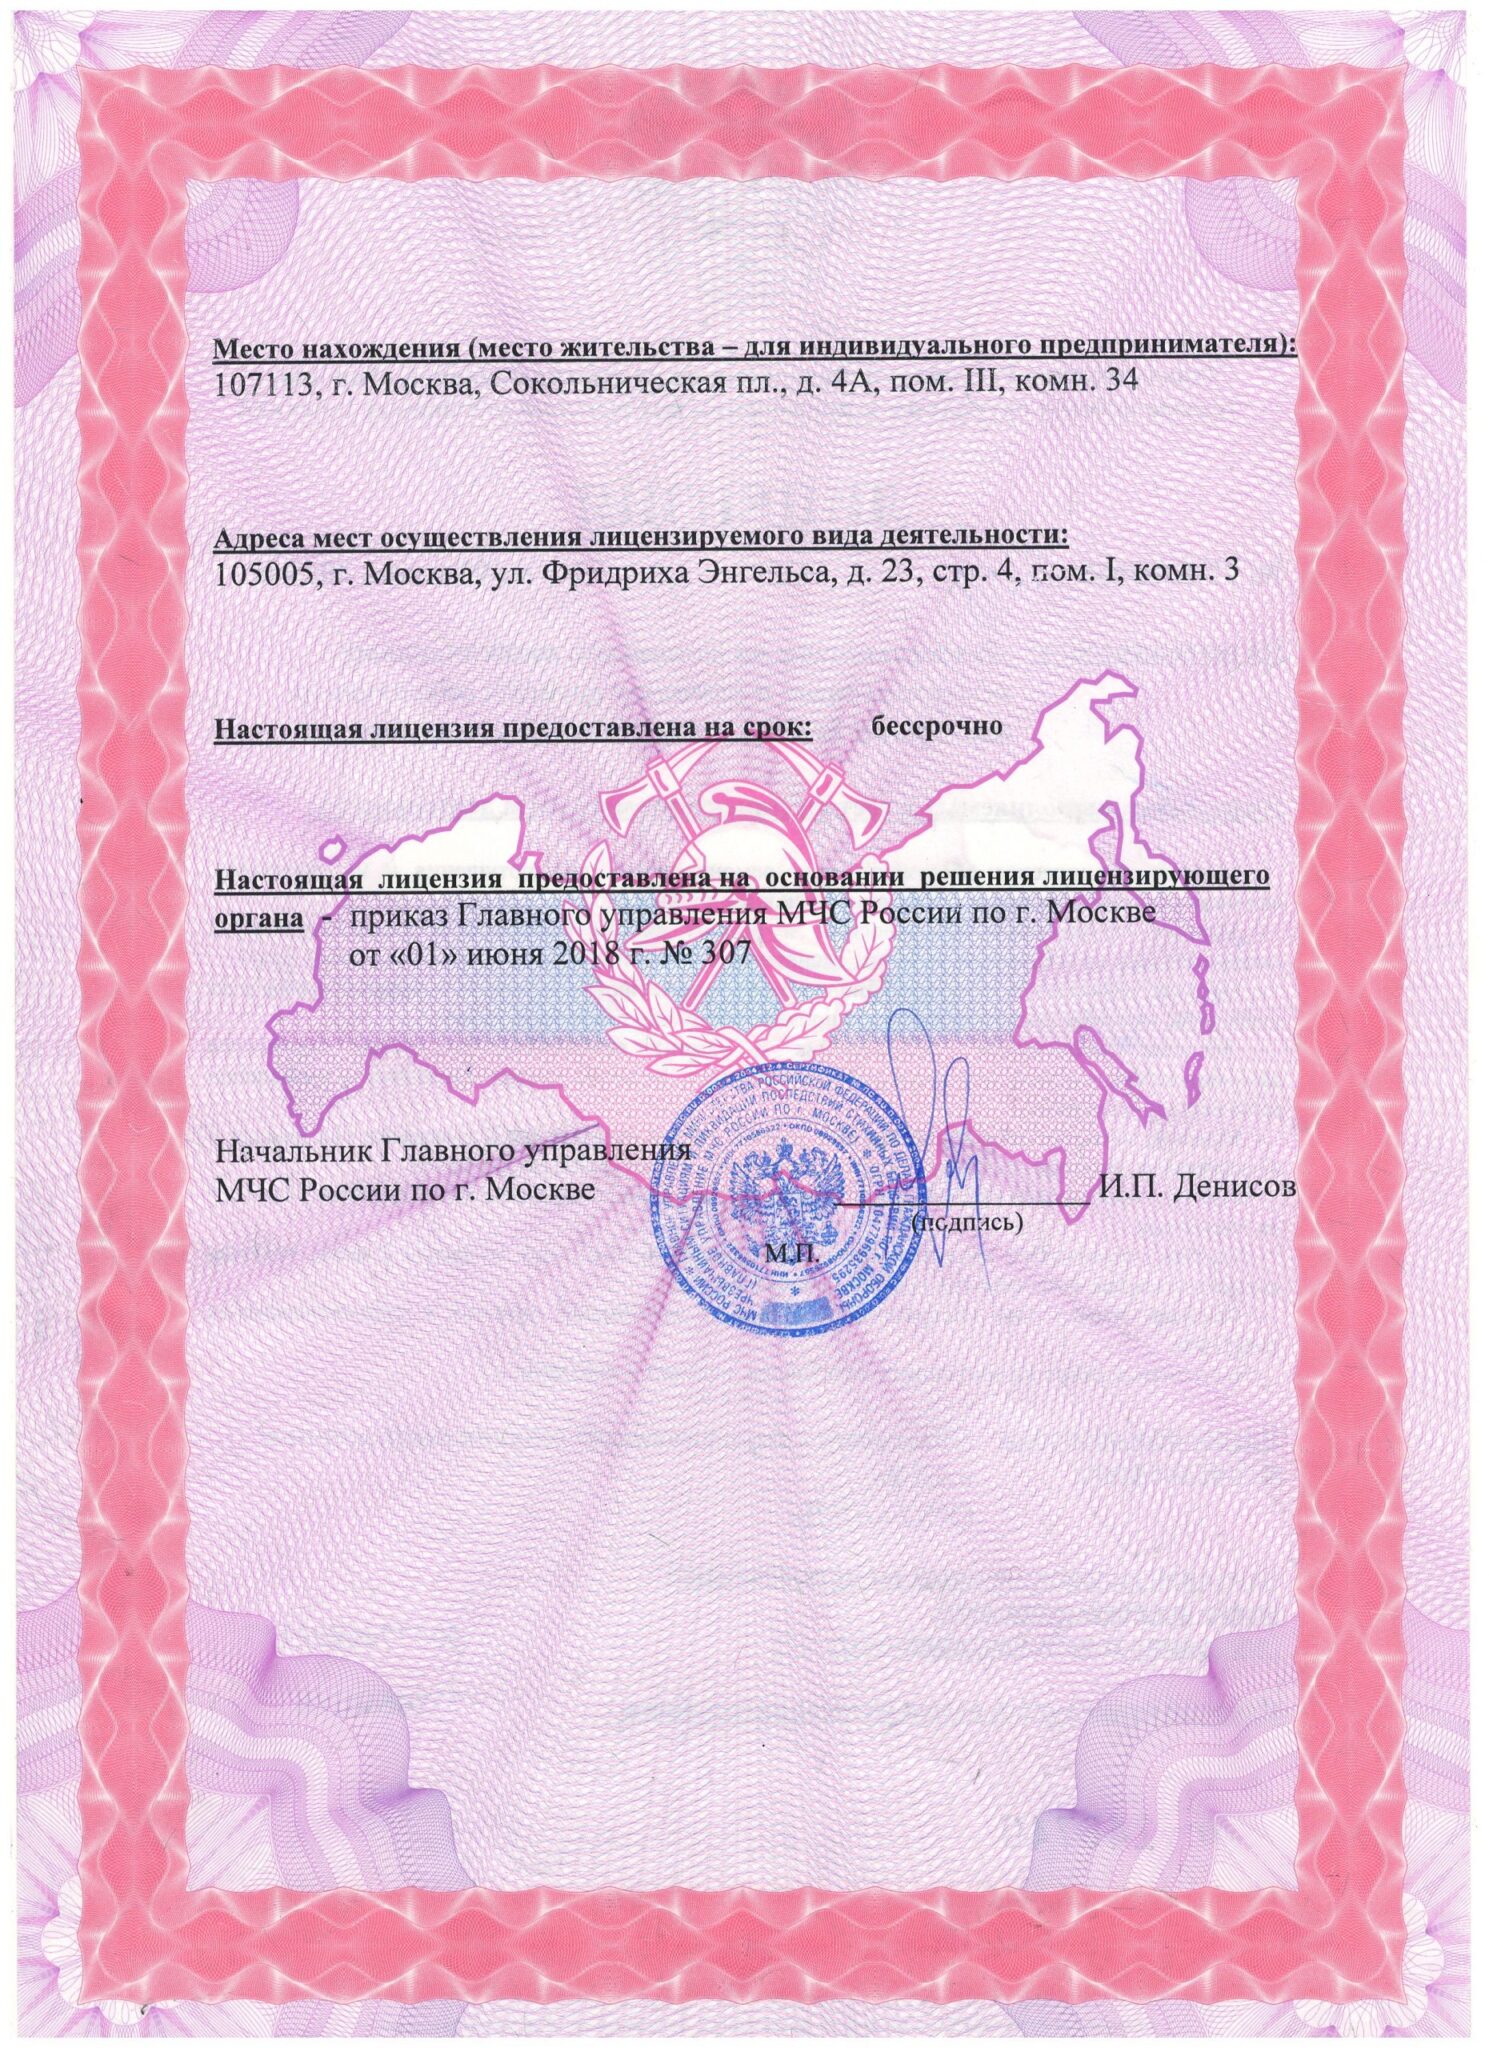 Место нахождения (место жительства – для индивидуального предпринимателя):
107113, г. Москва, Сокольническая пл., д. 4А, пом. III, комн. 34
Адреса мест осуществления лицензируемого вида деятельности:
105005, г. Москва, ул. Фридриха Энгельса, д. 23, стр. 4, пом. I, комн. 3
Настоящая лицензия предоставлена на срок: бессрочно
Настоящая лицензия предоставлена на основании решения лицензирующего
органа - приказ Главного управления МЧС России по г. Москве
от «01» июня 2018 г. № 307
Начальник Главного управления
МЧС России по г. Москве
И.П. Денисов
(подпись)
М.П.